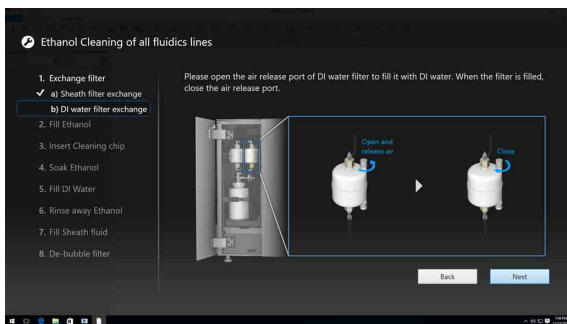 Ethanol Cleaning of all fluidics lines
1. Exchange filter
a) Sheath filter exchange
b) DI water filter exchange
2. Fill Ethanol
3. Insert Cleaning chip
4. Soak Ethanol
5. Fill DI Water
6. Rinse away Ethanol
7. Fill Sheath fluid
8. De-bubble filter
Please open the air release port of DI water filter to fill it with DI water. When the filter is filled,
close the air release port.
Open and
release air
Close
Back
Next